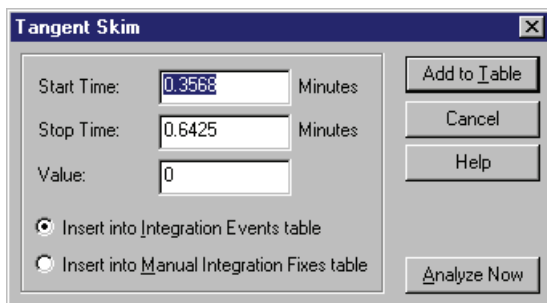 Tangent Skim
Start Time: 0.3568 Minutes
Stop Time: 0.6425 Minutes
Value: 0
Insert into Integration Events table
Insert into Manual Integration Fixes table
Add to Table
Cancel
Help
Analyze Now